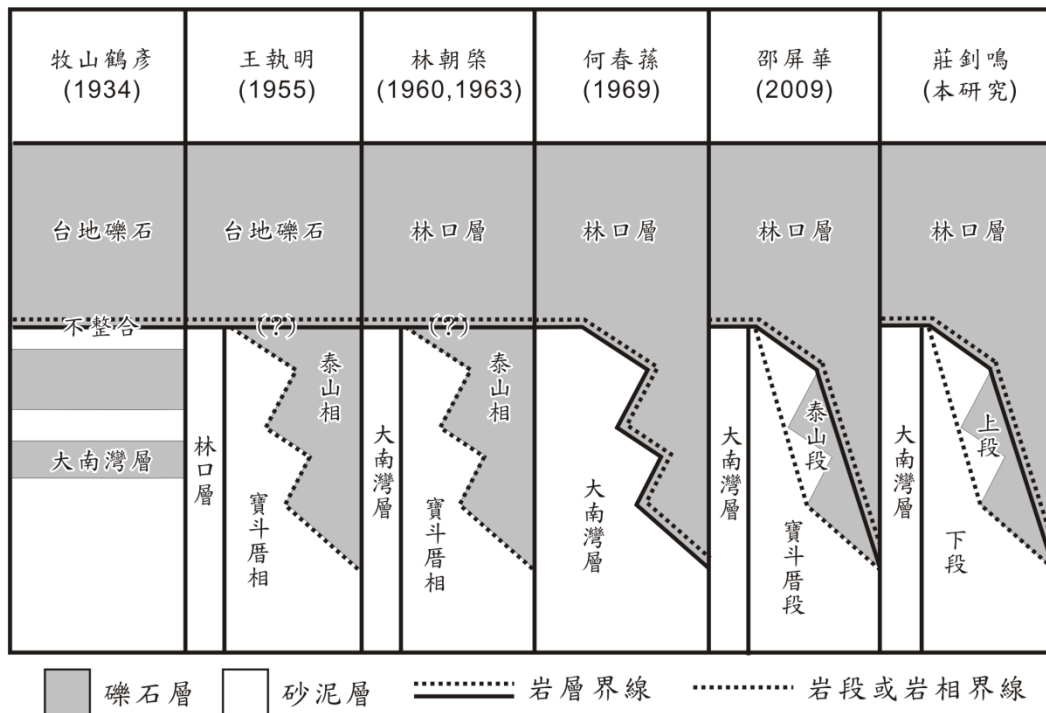 牧山鶴彥
(1934)
王執明
(1955)
林朝棨
(1960,1963)
何春蓀
(1969)
邵屏華
(2009)
莊釗鳴
(本研究)
台地礫石
台地礫石
林口層
林口層
林口層
林口層
不整合
(?)
(?)
大南灣層
林口層
寶斗厝相
泰山相
大南灣層
寶斗厝相
泰山相
大南灣層
大南灣層
泰山段
寶斗厝段
大南灣層
上段
下段
礫石層
砂泥層
岩層界線
岩段或岩相界線